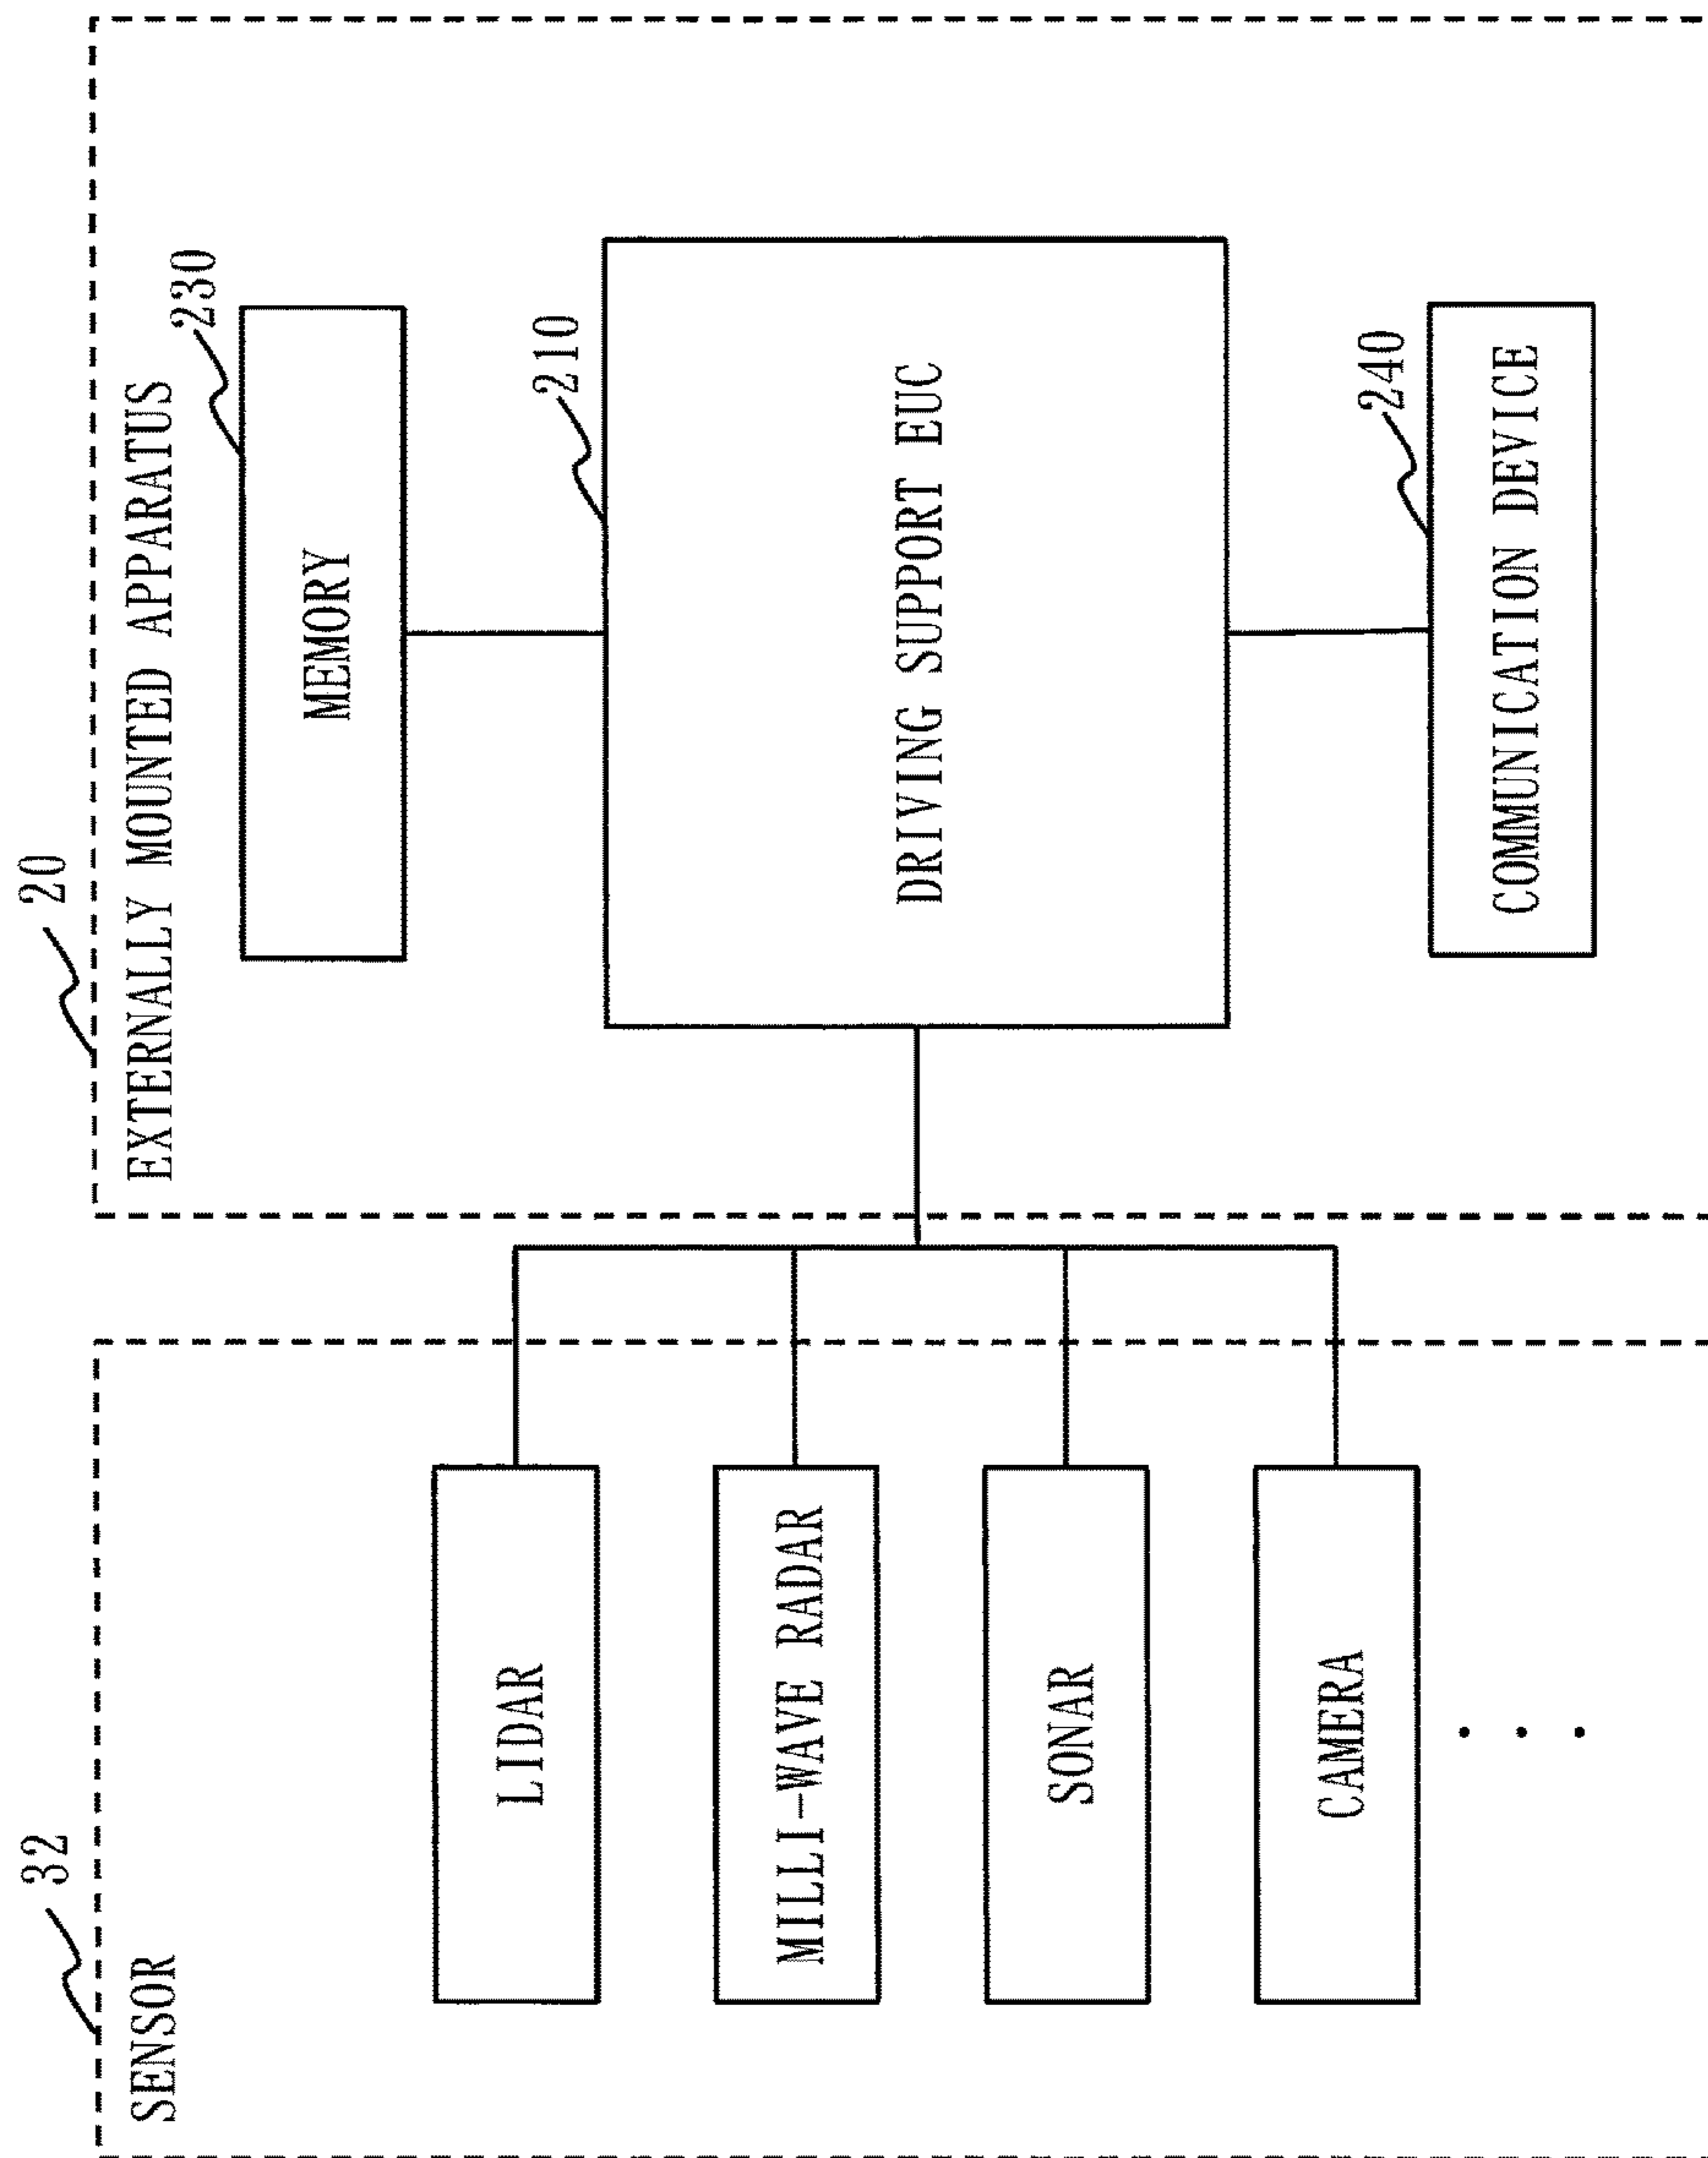 32
SENSOR
LIDAR
MILLI-WAVE RADAR
SONAR
CAMERA
. . .
20
EXTERNALLY MOUNTED APPARATUS
230
MEMORY
210
DRIVING SUPPORT EUC
240
COMMUNICATION DEVICE